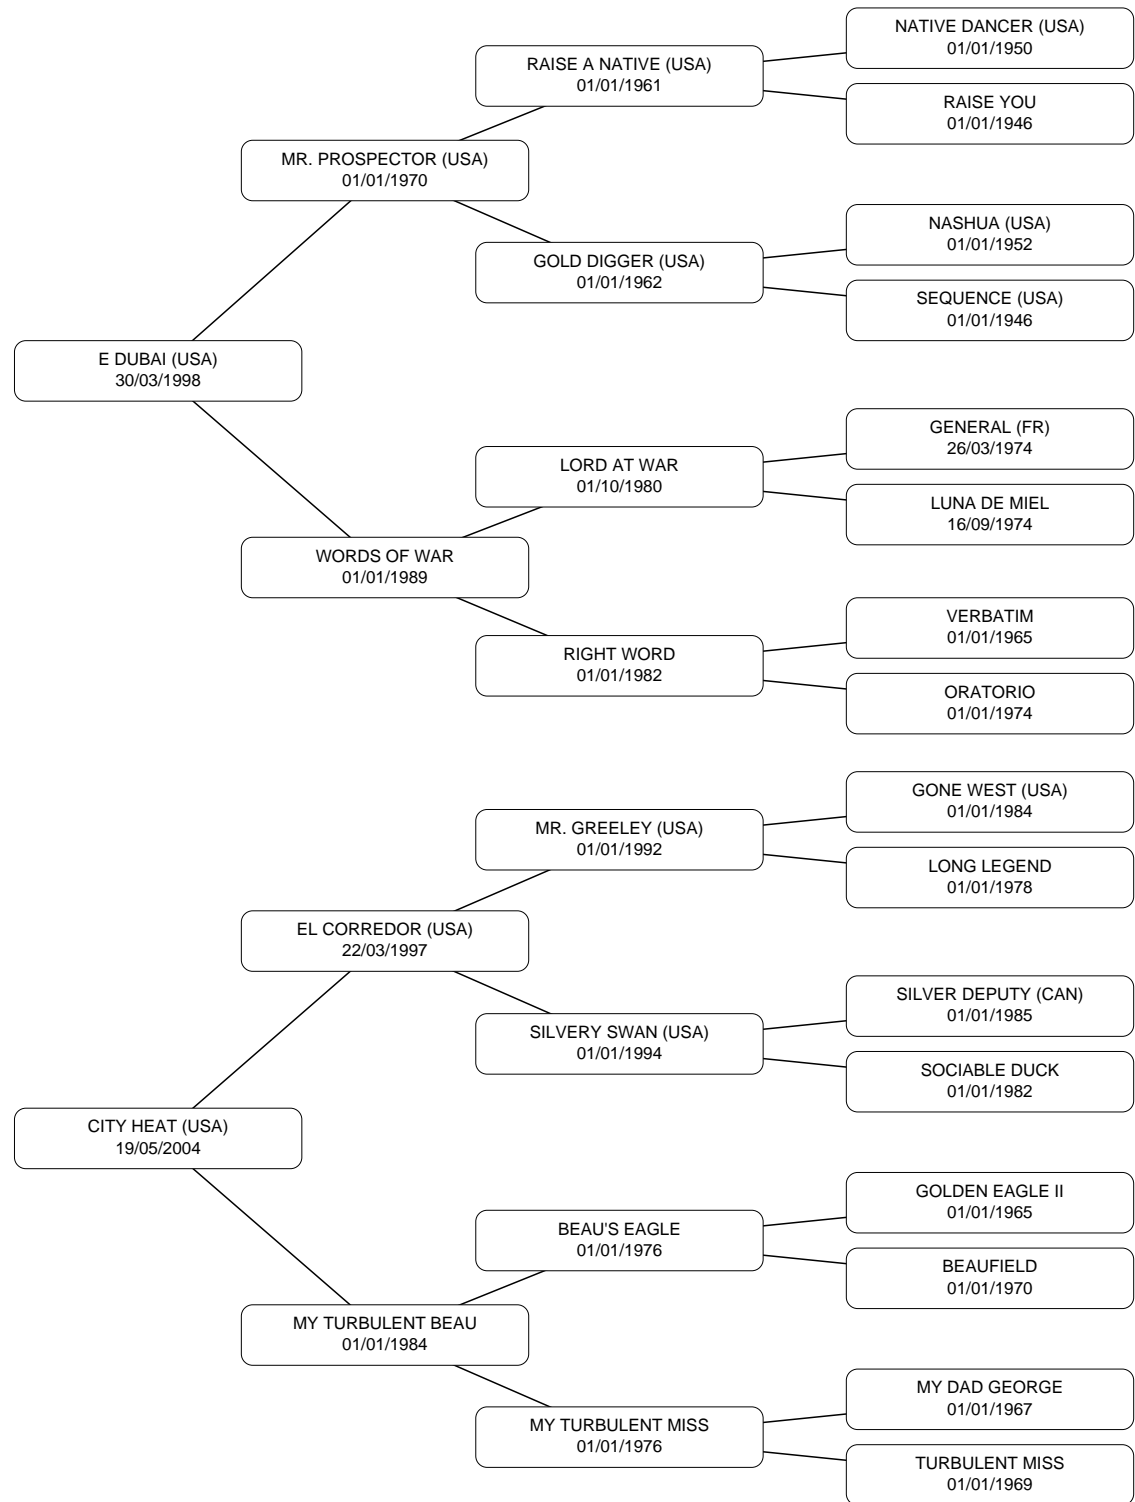 NATIVE DANCER (USA)
01/01/1950
RAISE A NATIVE (USA)
01/01/1961
RAISE YOU
01/01/1946
MR. PROSPECTOR (USA)
01/01/1970
NASHUA (USA)
01/01/1952
GOLD DIGGER (USA)
01/01/1962
SEQUENCE (USA)
01/01/1946
E DUBAI (USA)
30/03/1998
GENERAL (FR)
26/03/1974
LORD AT WAR
01/10/1980
LUNA DE MIEL
16/09/1974
WORDS OF WAR
01/01/1989
VERBATIM
01/01/1965
RIGHT WORD
01/01/1982
ORATORIO
01/01/1974
GONE WEST (USA)
01/01/1984
MR. GREELEY (USA)
01/01/1992
LONG LEGEND
01/01/1978
EL CORREDOR (USA)
22/03/1997
SILVER DEPUTY (CAN)
01/01/1985
SILVERY SWAN (USA)
01/01/1994
SOCIABLE DUCK
01/01/1982
CITY HEAT (USA)
19/05/2004
GOLDEN EAGLE II
01/01/1965
BEAU'S EAGLE
01/01/1976
BEAUFIELD
01/01/1970
MY TURBULENT BEAU
01/01/1984
MY DAD GEORGE
01/01/1967
MY TURBULENT MISS
01/01/1976
TURBULENT MISS
01/01/1969